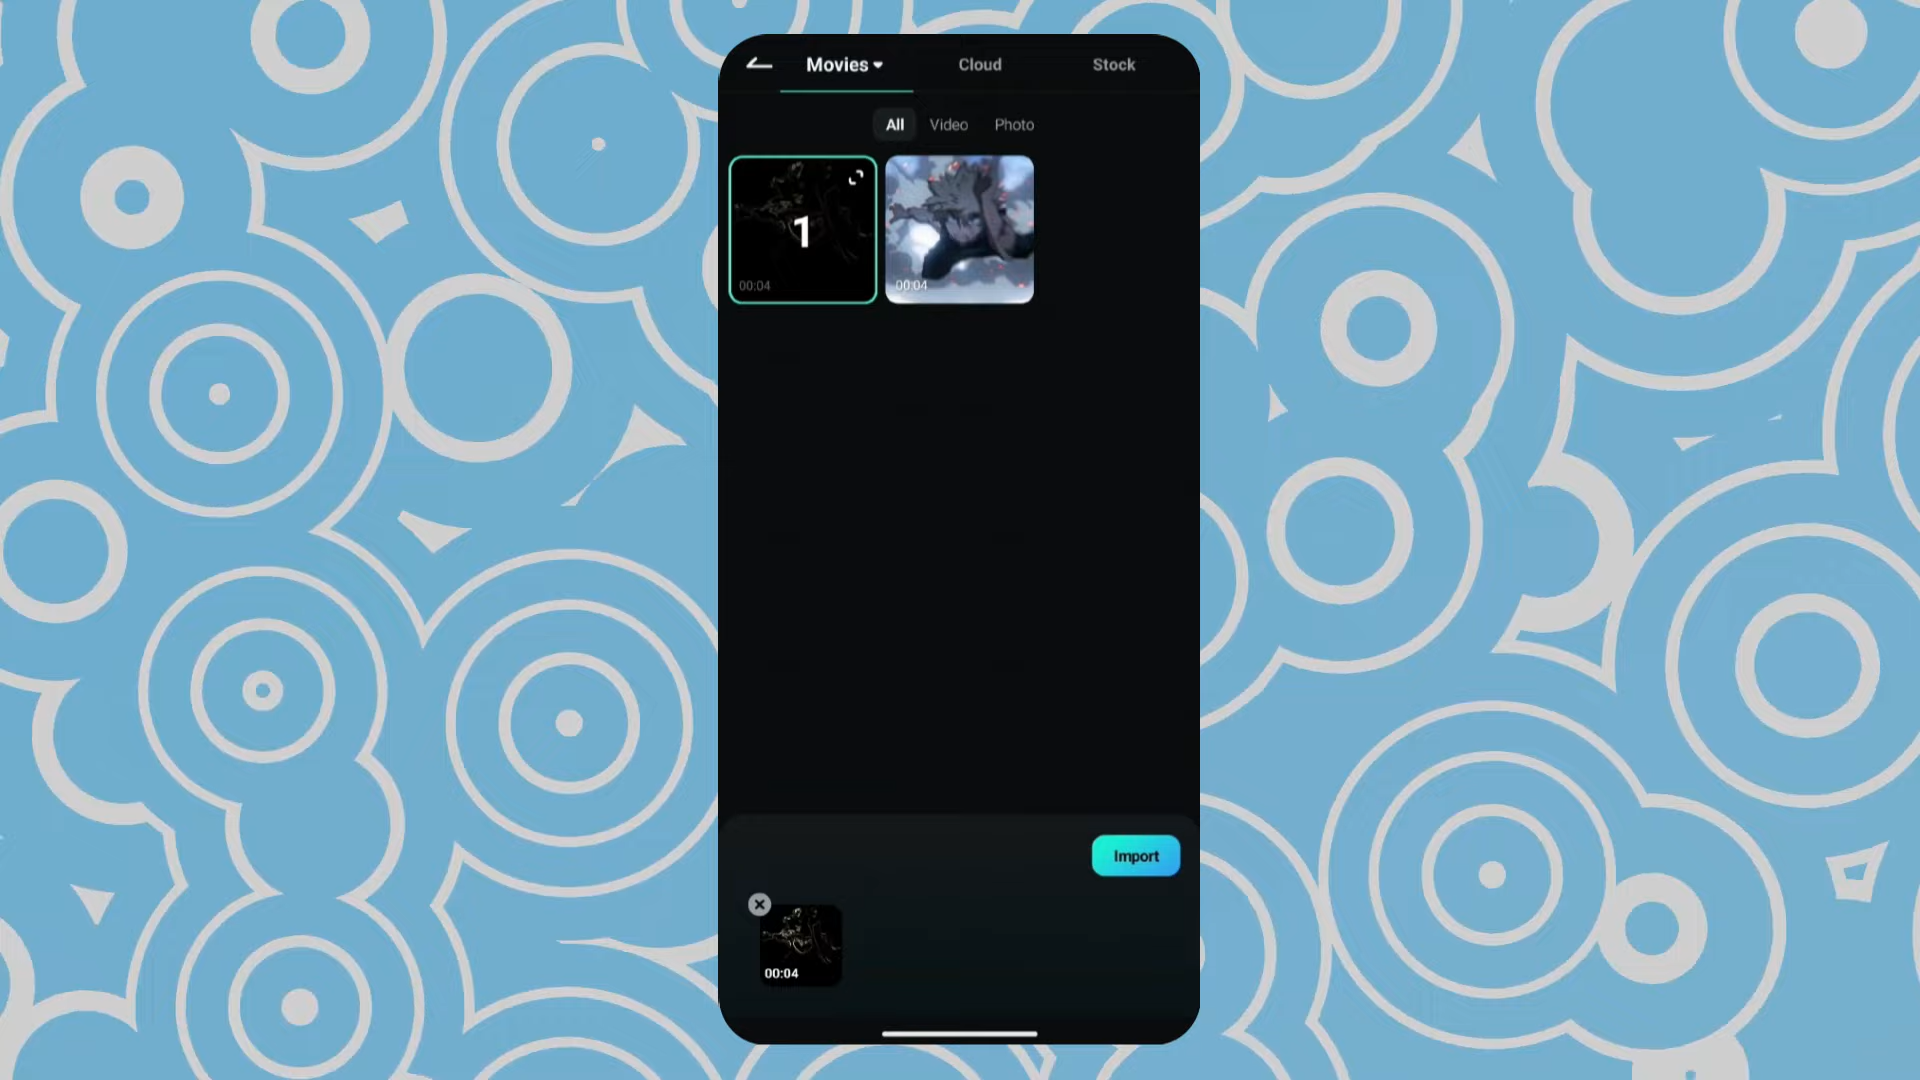 Movies Cloud Stock
All Video Photo
1
00:04 00:04
Import
00:04